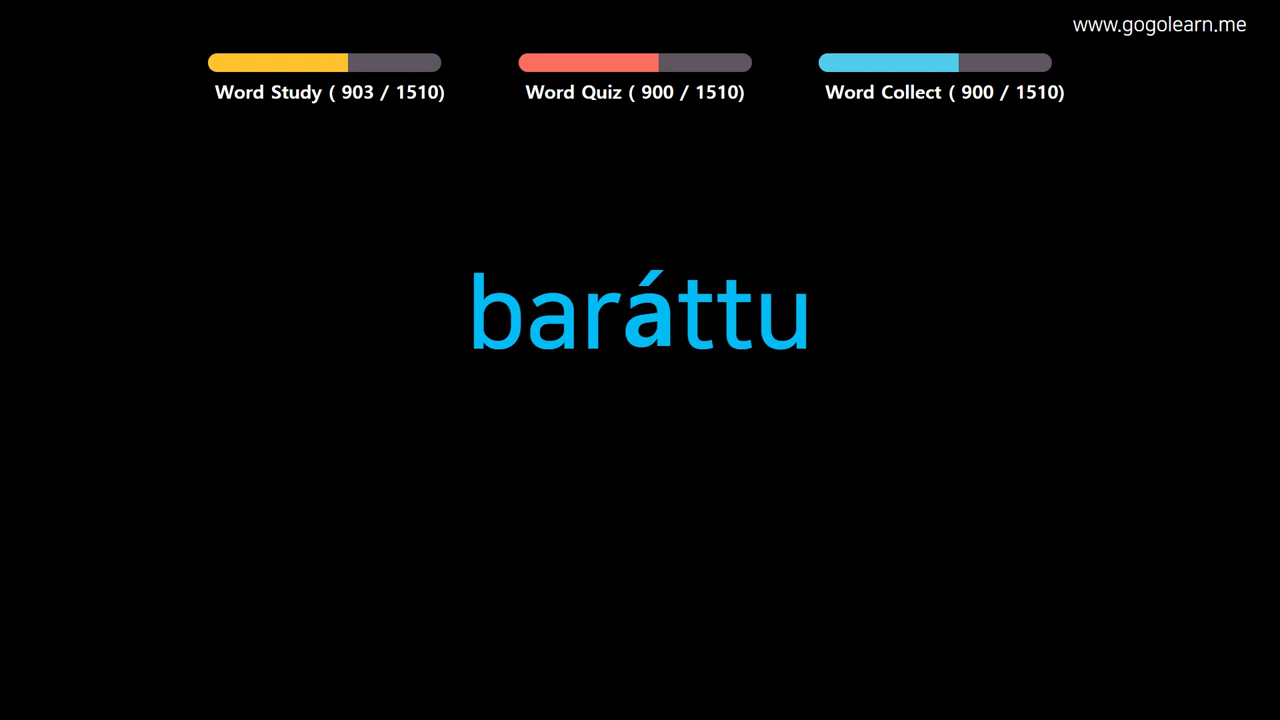 www.gogolearn.me
Word Study ( 903 / 1510)
Word Quiz ( 900 / 1510)
Word Collect ( 900 / 1510)
baráttu